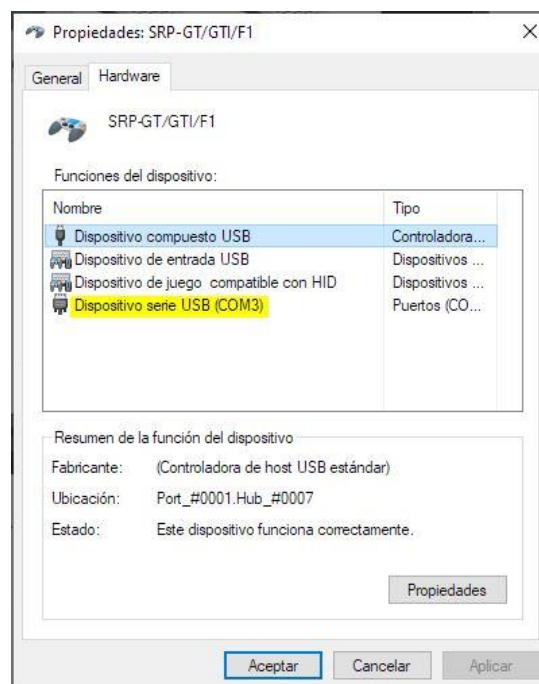 Propiedades: SRP-GT/GTI/F1
General Hardware
SRP-GT/GTI/F1
Funciones del dispositivo:
Nombre Tipo
Dispositivo compuesto USB Controladora...
Dispositivo de entrada USB Dispositivos ...
Dispositivo de juego compatible con HID Dispositivos ...
Dispositivo serie USB (COM3) Puertos (CO...
Resumen de la función del dispositivo
Fabricante: (Controladora de host USB estándar)
Ubicación: Port_#0001.Hub_#0007
Estado: Este dispositivo funciona correctamente.
Propiedades
Aceptar Cancelar Aplicar